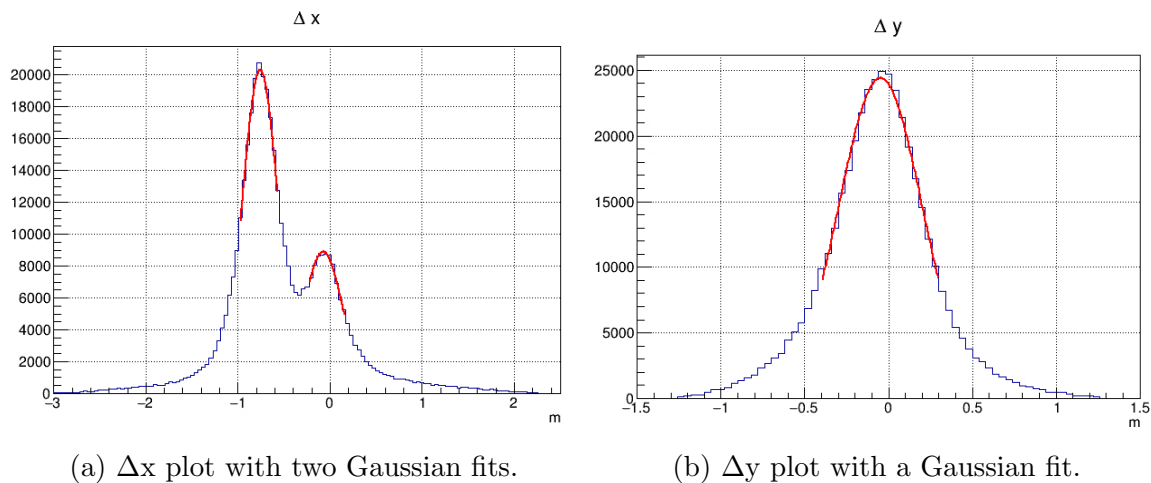 Δ x
20000
18000
16000
14000
12000
10000
8000
6000
4000
2000
0
−3 −2 −1 0 1 2
m
(a) Δx plot with two Gaussian fits.
Δ y
25000
20000
15000
10000
5000
0
−1.5 −1 −0.5 0 0.5 1 1.5
m
(b) Δy plot with a Gaussian fit.